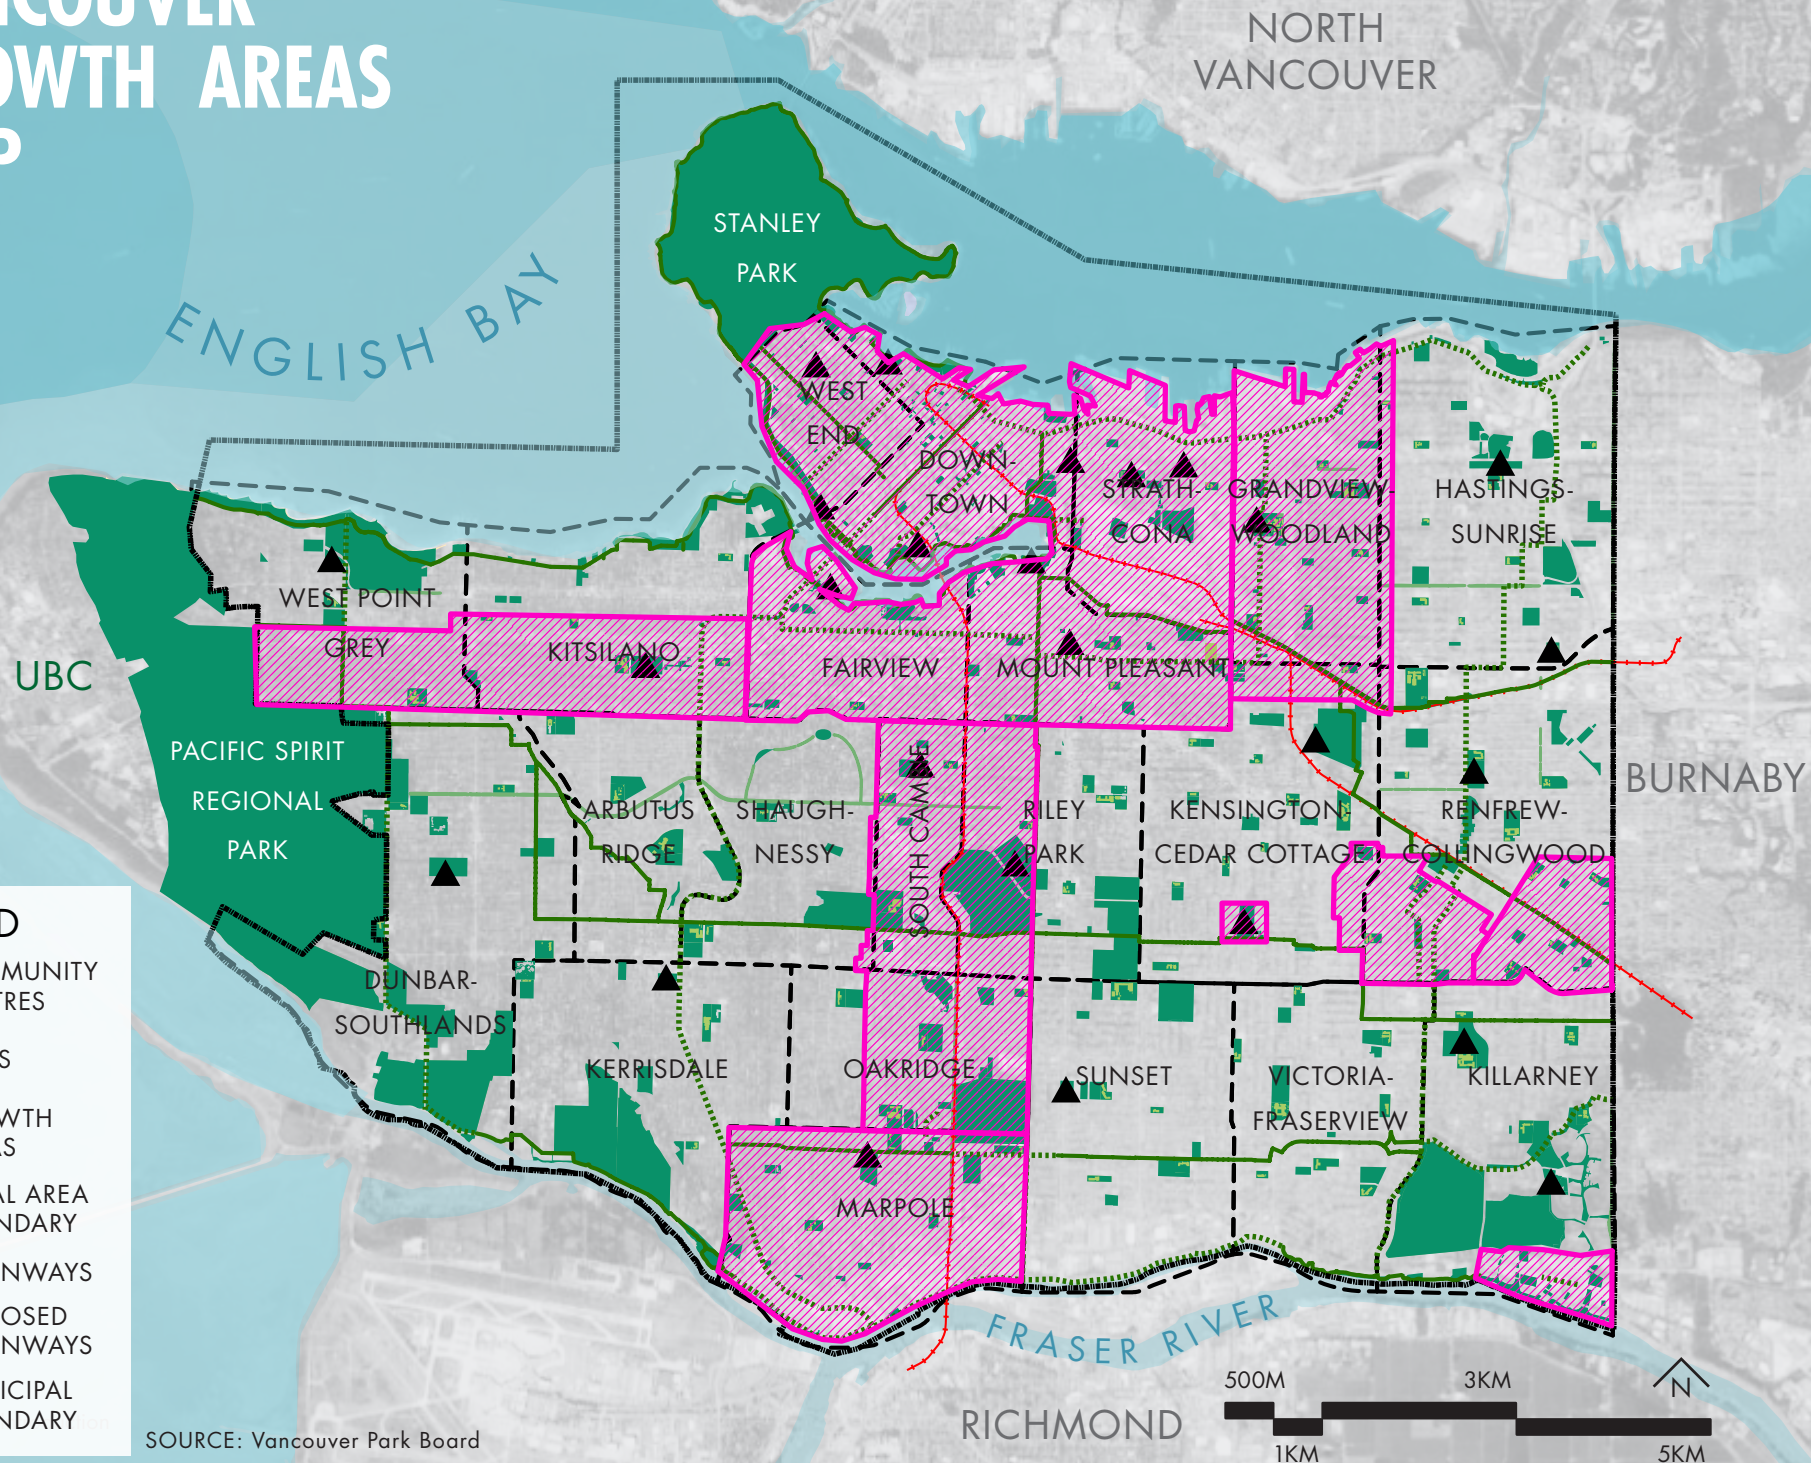 NCOUVER
OWTH AREAS
P
NORTH
VANCOUVER
STANLEY
PARK
ENGLISH BAY
WEST
END
DOWN-
TOWN
STRATH-
CONA
GRANDVIEW-
WOODLAND
HASTINGS-
SUNRISE
WEST POINT
GREY
KITSILANO
FAIRVIEW
MOUNT PLEASANT
UBC
PACIFIC SPIRIT
REGIONAL
PARK
ARBUTUS
RIDGE
SHAUGH-
NESSY
SOUTH CAMBIE
RILEY
PARK
KENSINGTON-
CEDAR COTTAGE
RENFREW-
COLLINGWOOD
BURNABY
DUNBAR-
SOUTHLANDS
KERRISDALE
OAKRIDGE
SUNSET
VICTORIA-
FRASERVIEW
KILLARNEY
MARPOLE
FRASER RIVER
RICHMOND
D
MUNITY
TRES
S
WTH
AS
AL AREA
NDARY
NWAYS
OSED
NWAYS
ICIPAL
NDARY
SOURCE: Vancouver Park Board
500M
3KM
1KM
5KM
N